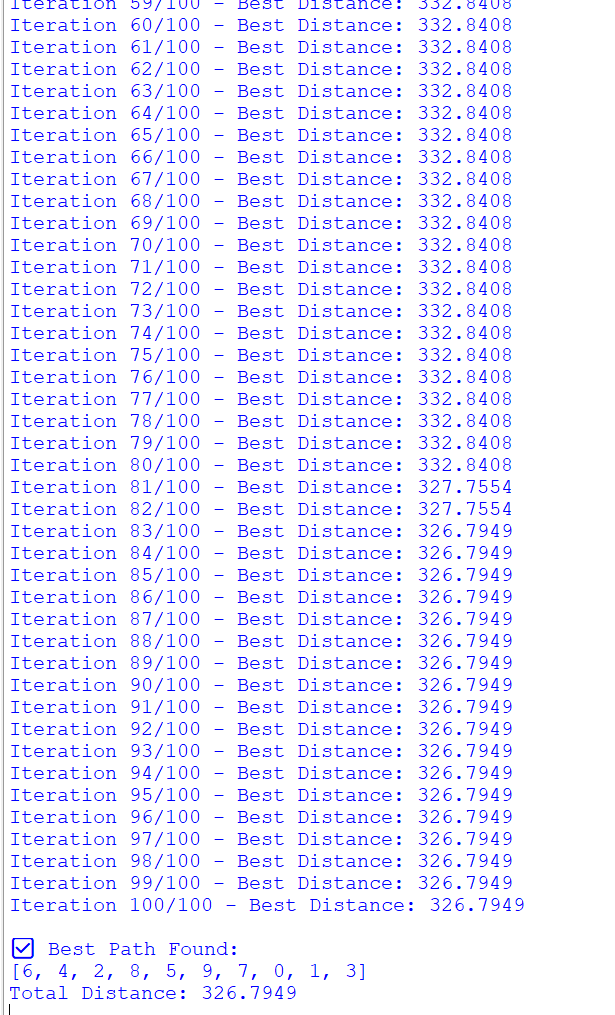 Iteration 59/100 - Best Distance: 332.8408
Iteration 60/100 - Best Distance: 332.8408
Iteration 61/100 - Best Distance: 332.8408
Iteration 62/100 - Best Distance: 332.8408
Iteration 63/100 - Best Distance: 332.8408
Iteration 64/100 - Best Distance: 332.8408
Iteration 65/100 - Best Distance: 332.8408
Iteration 66/100 - Best Distance: 332.8408
Iteration 67/100 - Best Distance: 332.8408
Iteration 68/100 - Best Distance: 332.8408
Iteration 69/100 - Best Distance: 332.8408
Iteration 70/100 - Best Distance: 332.8408
Iteration 71/100 - Best Distance: 332.8408
Iteration 72/100 - Best Distance: 332.8408
Iteration 73/100 - Best Distance: 332.8408
Iteration 74/100 - Best Distance: 332.8408
Iteration 75/100 - Best Distance: 332.8408
Iteration 76/100 - Best Distance: 332.8408
Iteration 77/100 - Best Distance: 332.8408
Iteration 78/100 - Best Distance: 332.8408
Iteration 79/100 - Best Distance: 332.8408
Iteration 80/100 - Best Distance: 332.8408
Iteration 81/100 - Best Distance: 327.7554
Iteration 82/100 - Best Distance: 327.7554
Iteration 83/100 - Best Distance: 326.7949
Iteration 84/100 - Best Distance: 326.7949
Iteration 85/100 - Best Distance: 326.7949
Iteration 86/100 - Best Distance: 326.7949
Iteration 87/100 - Best Distance: 326.7949
Iteration 88/100 - Best Distance: 326.7949
Iteration 89/100 - Best Distance: 326.7949
Iteration 90/100 - Best Distance: 326.7949
Iteration 91/100 - Best Distance: 326.7949
Iteration 92/100 - Best Distance: 326.7949
Iteration 93/100 - Best Distance: 326.7949
Iteration 94/100 - Best Distance: 326.7949
Iteration 95/100 - Best Distance: 326.7949
Iteration 96/100 - Best Distance: 326.7949
Iteration 97/100 - Best Distance: 326.7949
Iteration 98/100 - Best Distance: 326.7949
Iteration 99/100 - Best Distance: 326.7949
Iteration 100/100 - Best Distance: 326.7949
☑ Best Path Found:
[6, 4, 2, 8, 5, 9, 7, 0, 1, 3]
Total Distance: 326.7949